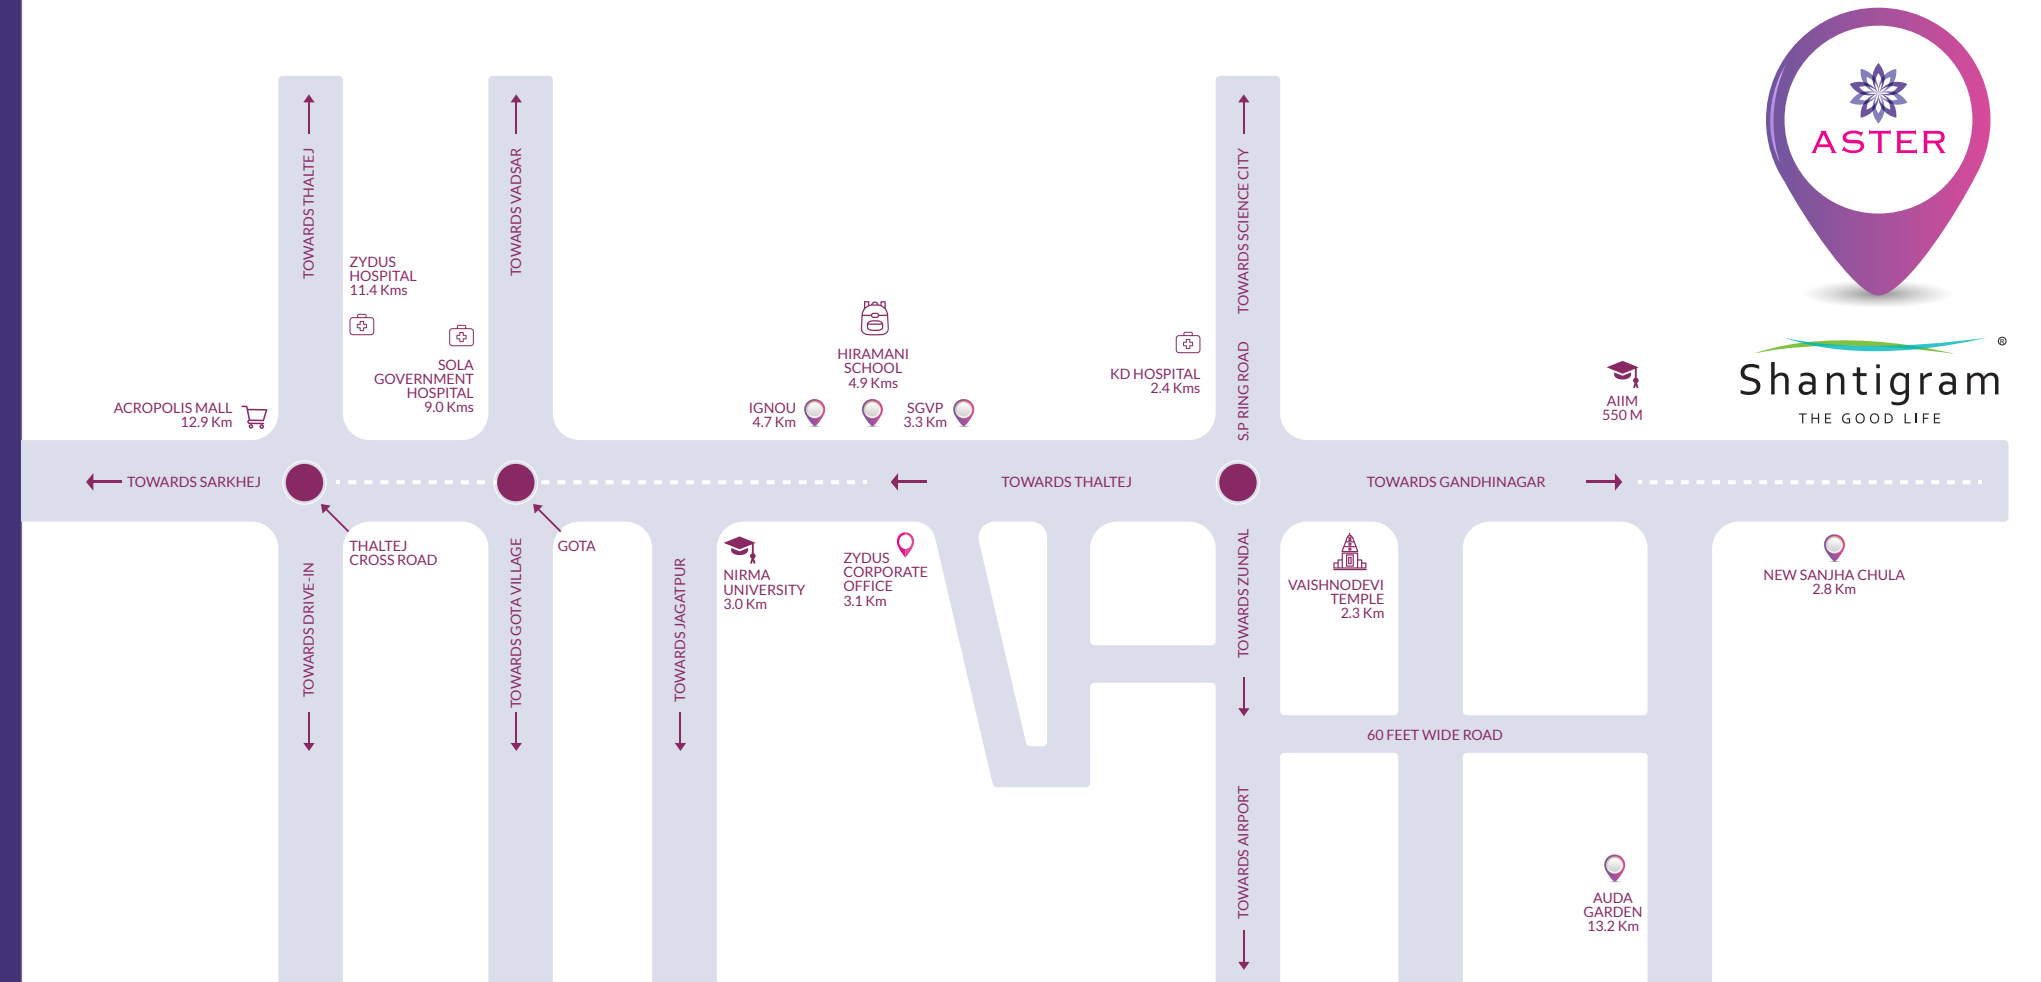 ASTER
Shantigram
®
THE GOOD LIFE
TOWARDS THALTEJ
TOWARDS VADSAR
S.P RING ROAD TOWARDS SCIENCE CITY
ZYDUS
HOSPITAL
11.4 Kms
SOLA
GOVERNMENT
HOSPITAL
9.0 Kms
ACROPOLIS MALL
12.9 Km
HIRAMANI
SCHOOL
4.9 Kms
IGNOU
4.7 Km
SGVP
3.3 Km
KD HOSPITAL
2.4 Kms
AIIM
550 M
TOWARDS SARKHEJ
TOWARDS THALTEJ
TOWARDS GANDHINAGAR
THALTEJ
CROSS ROAD
GOTA
TOWARDS DRIVE-IN
TOWARDS GOTA VILLAGE
TOWARDS JAGATPUR
NIRMA
UNIVERSITY
3.0 Km
ZYDUS
CORPORATE
OFFICE
3.1 Km
TOWARDS ZUNDAL
VAISHNODEVI
TEMPLE
2.3 Km
NEW SANJHA CHULA
2.8 Km
60 FEET WIDE ROAD
TOWARDS AIRPORT
AUDA
GARDEN
13.2 Km